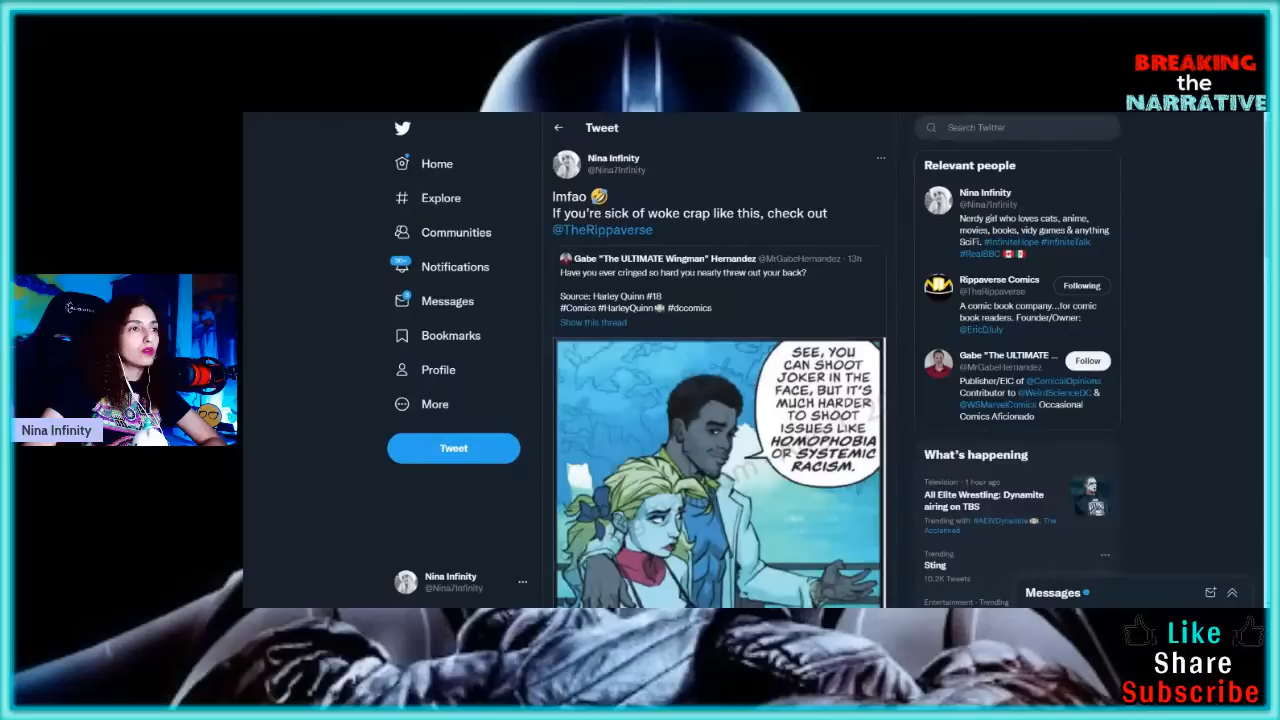 BREAKING
the
NARRATIVE
Home
Explore
Communities
Notifications
Messages
Bookmarks
Profile
More
Tweet
Nina Infinity
@Nina7Infinity
Tweet
Nina Infinity
@Nina7Infinity
lmfao 🤣
If you're sick of woke crap like this, check out
@TheRippaverse
Gabe "The ULTIMATE Wingman" Hernandez @MrGabeHernandez · 13h
Have you ever cringed so hard you nearly threw out your back?
Source: Harley Quinn #18
#Comics #HarleyQuinn #dccomics
Show this thread
SEE, YOU
CAN SHOOT
JOKER IN THE
FACE, BUT IT'S
MUCH HARDER
TO SHOOT
ISSUES LIKE
HOMOPHOBIA
OR SYSTEMIC
RACISM.
Search Twitter
Relevant people
Nina Infinity
@Nina7Infinity
Nerdy girl who loves cats, anime,
movies, books, vidy games & anything
SciFi. #InfiniteHope #InfiniteTalk
#RealBBC 🇨🇦🇲🇽
Rippaverse Comics
@TheRippaverse
Following
A comic book company...for comic
book readers. Founder/Owner:
@EricDJuly
Gabe "The ULTIMATE ...
@MrGabeHernandez
Follow
Publisher/EIC of @ComicalOpinions
Contributor to @WeirdScienceDC &
@WSMarvelComics Occasional
Comics Aficionado
What's happening
Television · 1 hour ago
All Elite Wrestling: Dynamite
airing on TBS
Trending with #AEWDynamite, The
Acclaimed
Trending
Sting
10.2K Tweets
Entertainment · Trending
Messages
Nina Infinity
Like
Share
Subscribe